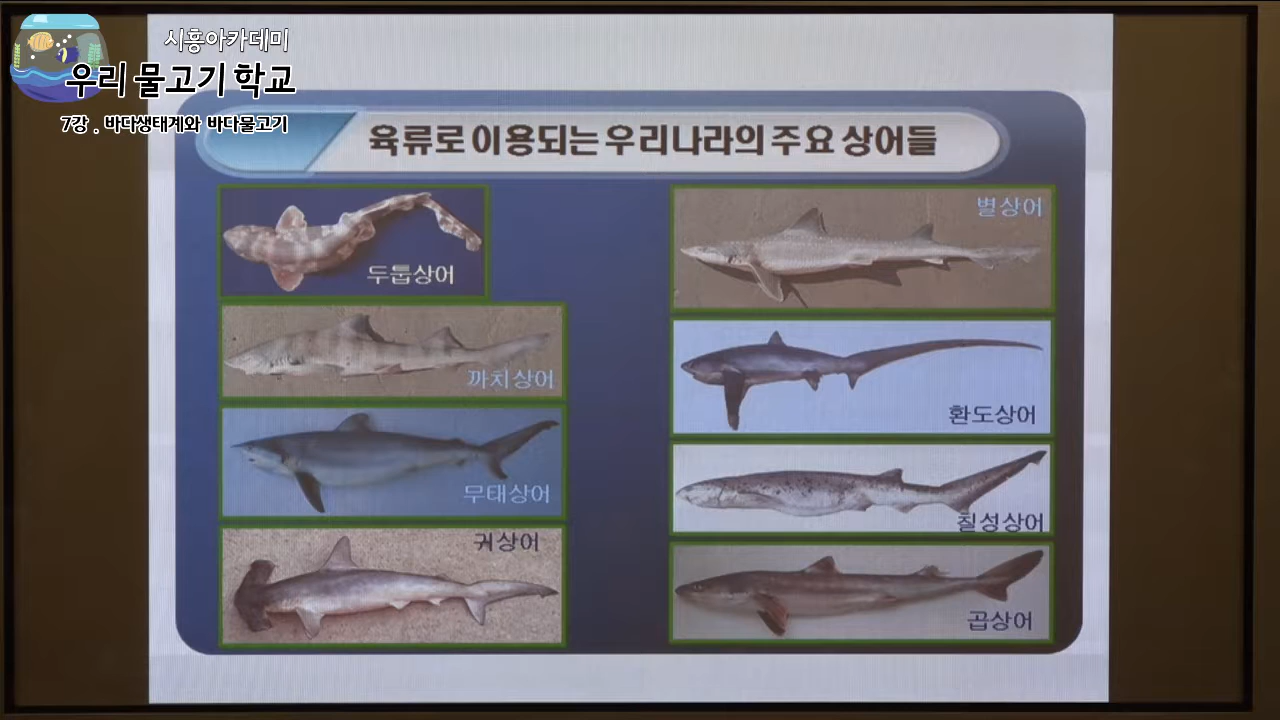 시흥아카데미
우리 물고기 학교
7강 . 바다생태계와 바다물고기
육류로 이용되는 우리나라의 주요 상어들
두툽상어
까치상어
무태상어
귀상어
별상어
환도상어
칠성상어
곱상어